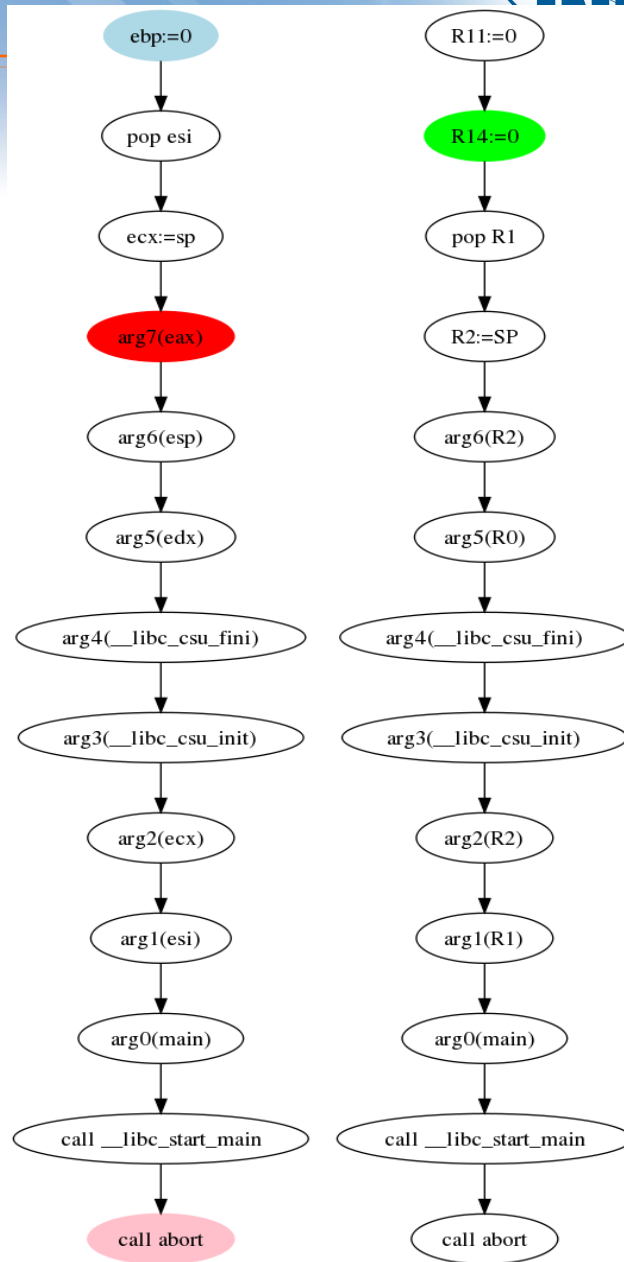 ebp:=0
pop esi
ecx:=sp
arg7(eax)
arg6(esp)
arg5(edx)
arg4(__libc_csu_fini)
arg3(__libc_csu_init)
arg2(ecx)
arg1(esi)
arg0(main)
call __libc_start_main
call abort
R11:=0
R14:=0
pop R1
R2:=SP
arg6(R2)
arg5(R0)
arg4(__libc_csu_fini)
arg3(__libc_csu_init)
arg2(R2)
arg1(R1)
arg0(main)
call __libc_start_main
call abort